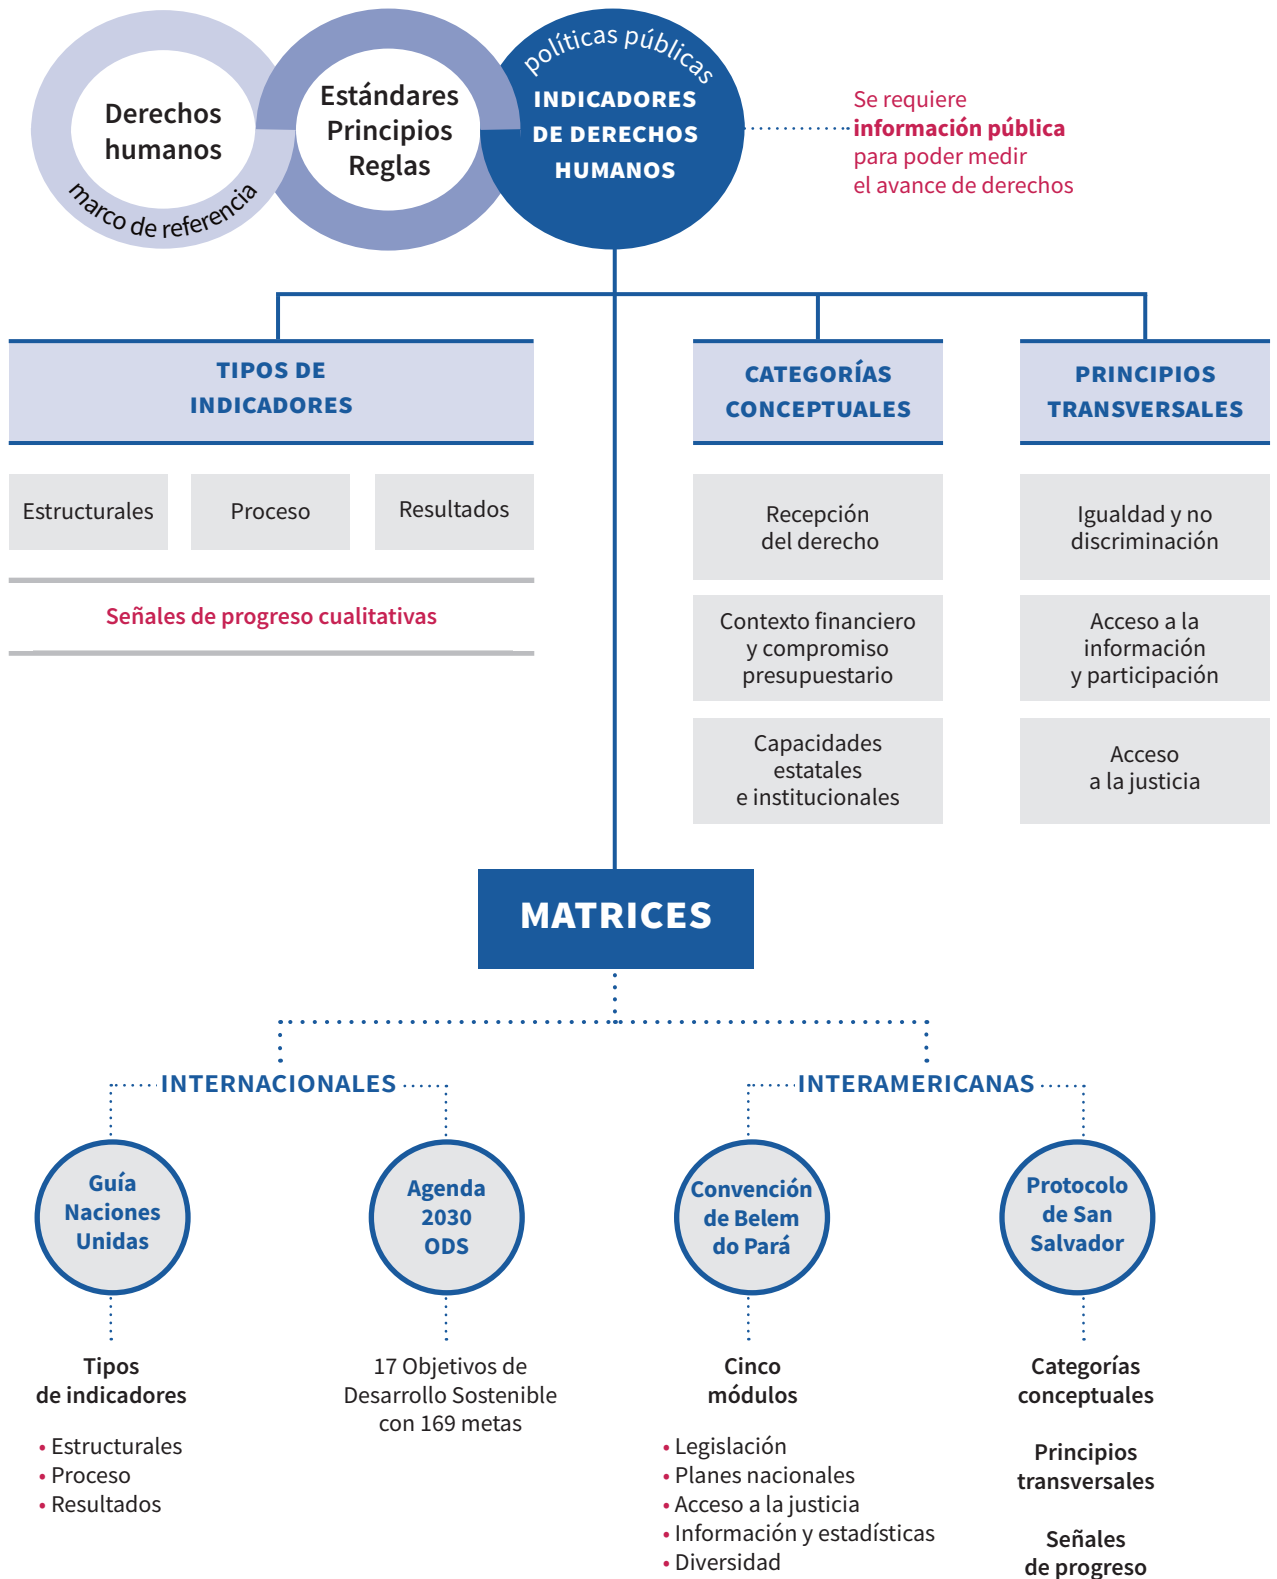 Derechos
humanos
marco de referencia
Estándares
Principios
Reglas
políticas públicas
INDICADORES
DE DERECHOS
HUMANOS
Se requiere
información pública
para poder medir
el avance de derechos
TIPOS DE
INDICADORES
Estructurales
Proceso
Resultados
Señales de progreso cualitativas
CATEGORÍAS
CONCEPTUALES
Recepción
del derecho
Contexto financiero
y compromiso
presupuestario
Capacidades
estatales
e institucionales
PRINCIPIOS
TRANSVERSALES
Igualdad y no
discriminación
Acceso a la
información
y participación
Acceso
a la justicia
MATRICES
INTERNACIONALES
Guía
Naciones
Unidas
Tipos
de indicadores
• Estructurales
• Proceso
• Resultados
Agenda
2030
ODS
17 Objetivos de
Desarrollo Sostenible
con 169 metas
INTERAMERICANAS
Convención
de Belem
do Pará
Cinco
módulos
• Legislación
• Planes nacionales
• Acceso a la justicia
• Información y estadísticas
• Diversidad
Protocolo
de San
Salvador
Categorías
conceptuales
Principios
transversales
Señales
de progreso